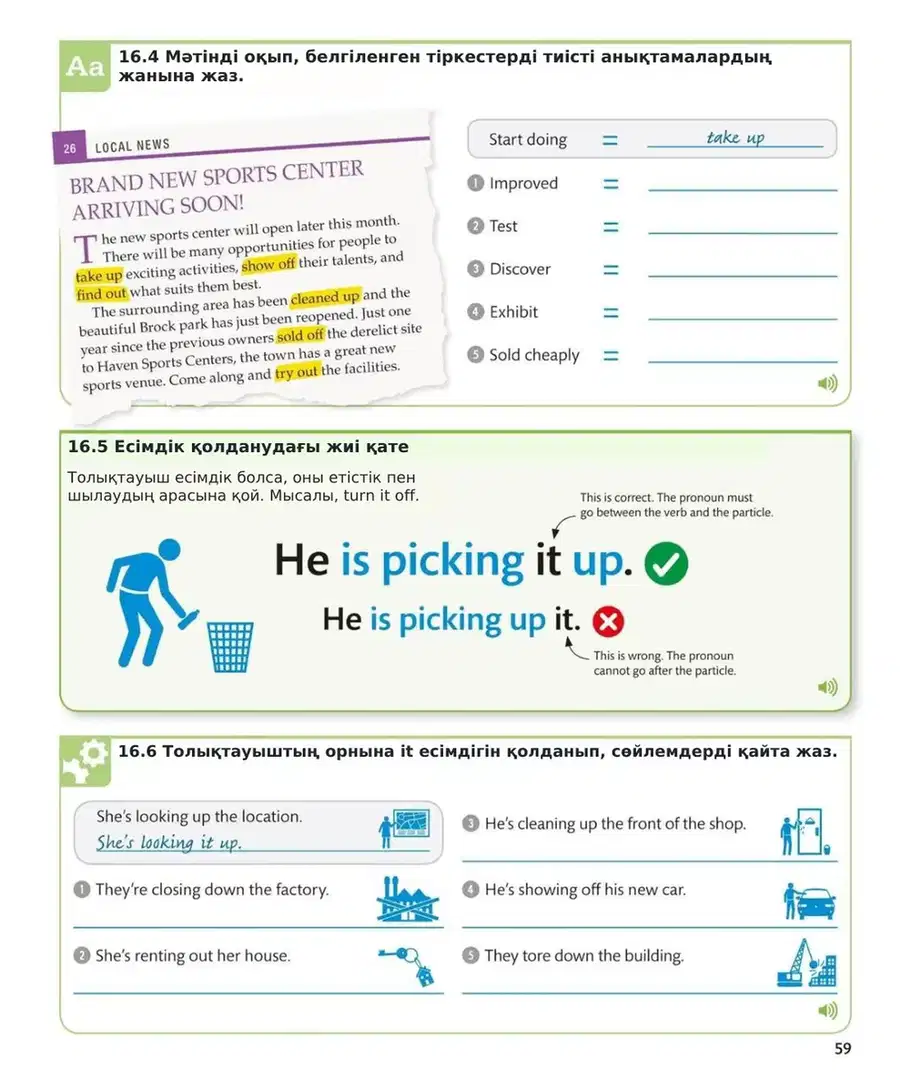 Aa
16.4 Мәтінді оқып, белгіленген тіркестерді тиісті анықтамалардың
жанына жаз.
26 LOCAL NEWS
BRAND NEW SPORTS CENTER
ARRIVING SOON!
The new sports center will open later this month.
There will be many opportunities for people to
take up exciting activities, show off their talents, and
find out what suits them best.
The surrounding area has been cleaned up and the
beautiful Brock park has just been reopened. Just one
year since the previous owners sold off the derelict site
to Haven Sports Centers, the town has a great new
sports venue. Come along and try out the facilities.
Start doing = take up
1 Improved =
2 Test =
3 Discover =
4 Exhibit =
5 Sold cheaply =
16.5 Есімдік қолданудағы жиі қате
Толықтауыш есімдік болса, оны етістік пен
шылаудың арасына қой. Мысалы, turn it off.
This is correct. The pronoun must
go between the verb and the particle.
He is picking it up.
He is picking up it.
This is wrong. The pronoun
cannot go after the particle.
16.6 Толықтауыштың орнына it есімдігін қолданып, сөйлемдерді қайта жаз.
She's looking up the location.
She's looking it up.
1 They're closing down the factory.
2 She's renting out her house.
3 He's cleaning up the front of the shop.
4 He's showing off his new car.
5 They tore down the building.
59